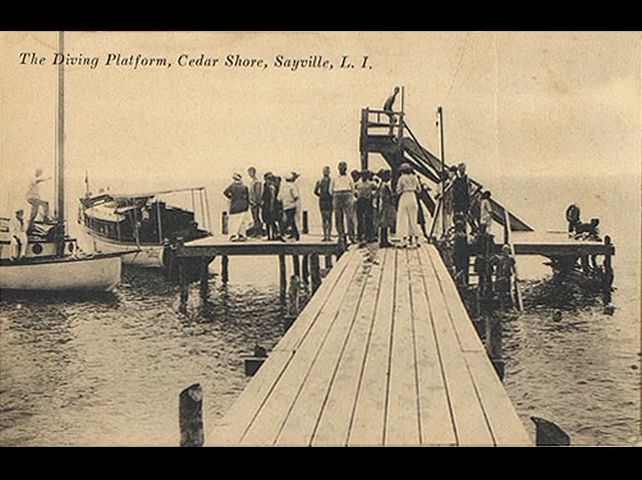 The Diving Platform, Cedar Shore, Sayville, L. I.